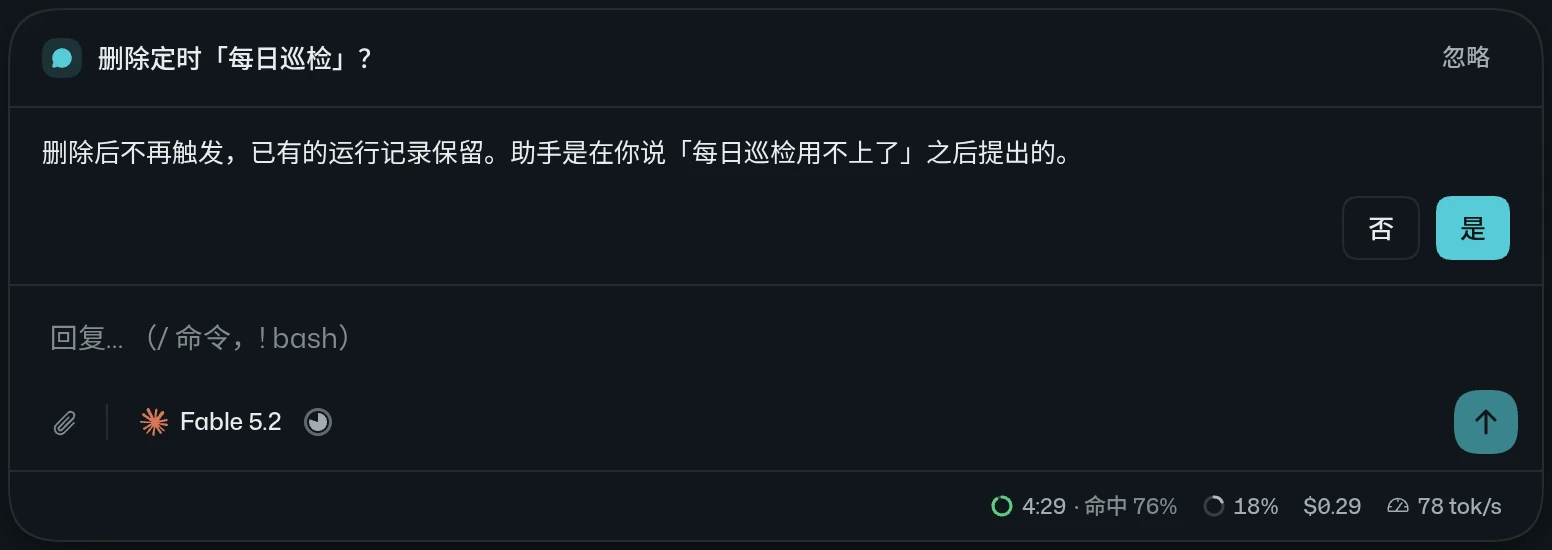 删除定时「每日巡检」？
忽略
删除后不再触发，已有的运行记录保留。助手是在你说「每日巡检用不上了」之后提出的。
否
是
回复... （/ 命令，! bash）
Fable 5.2
4:29 · 命中 76%
18%
$0.29
78 tok/s